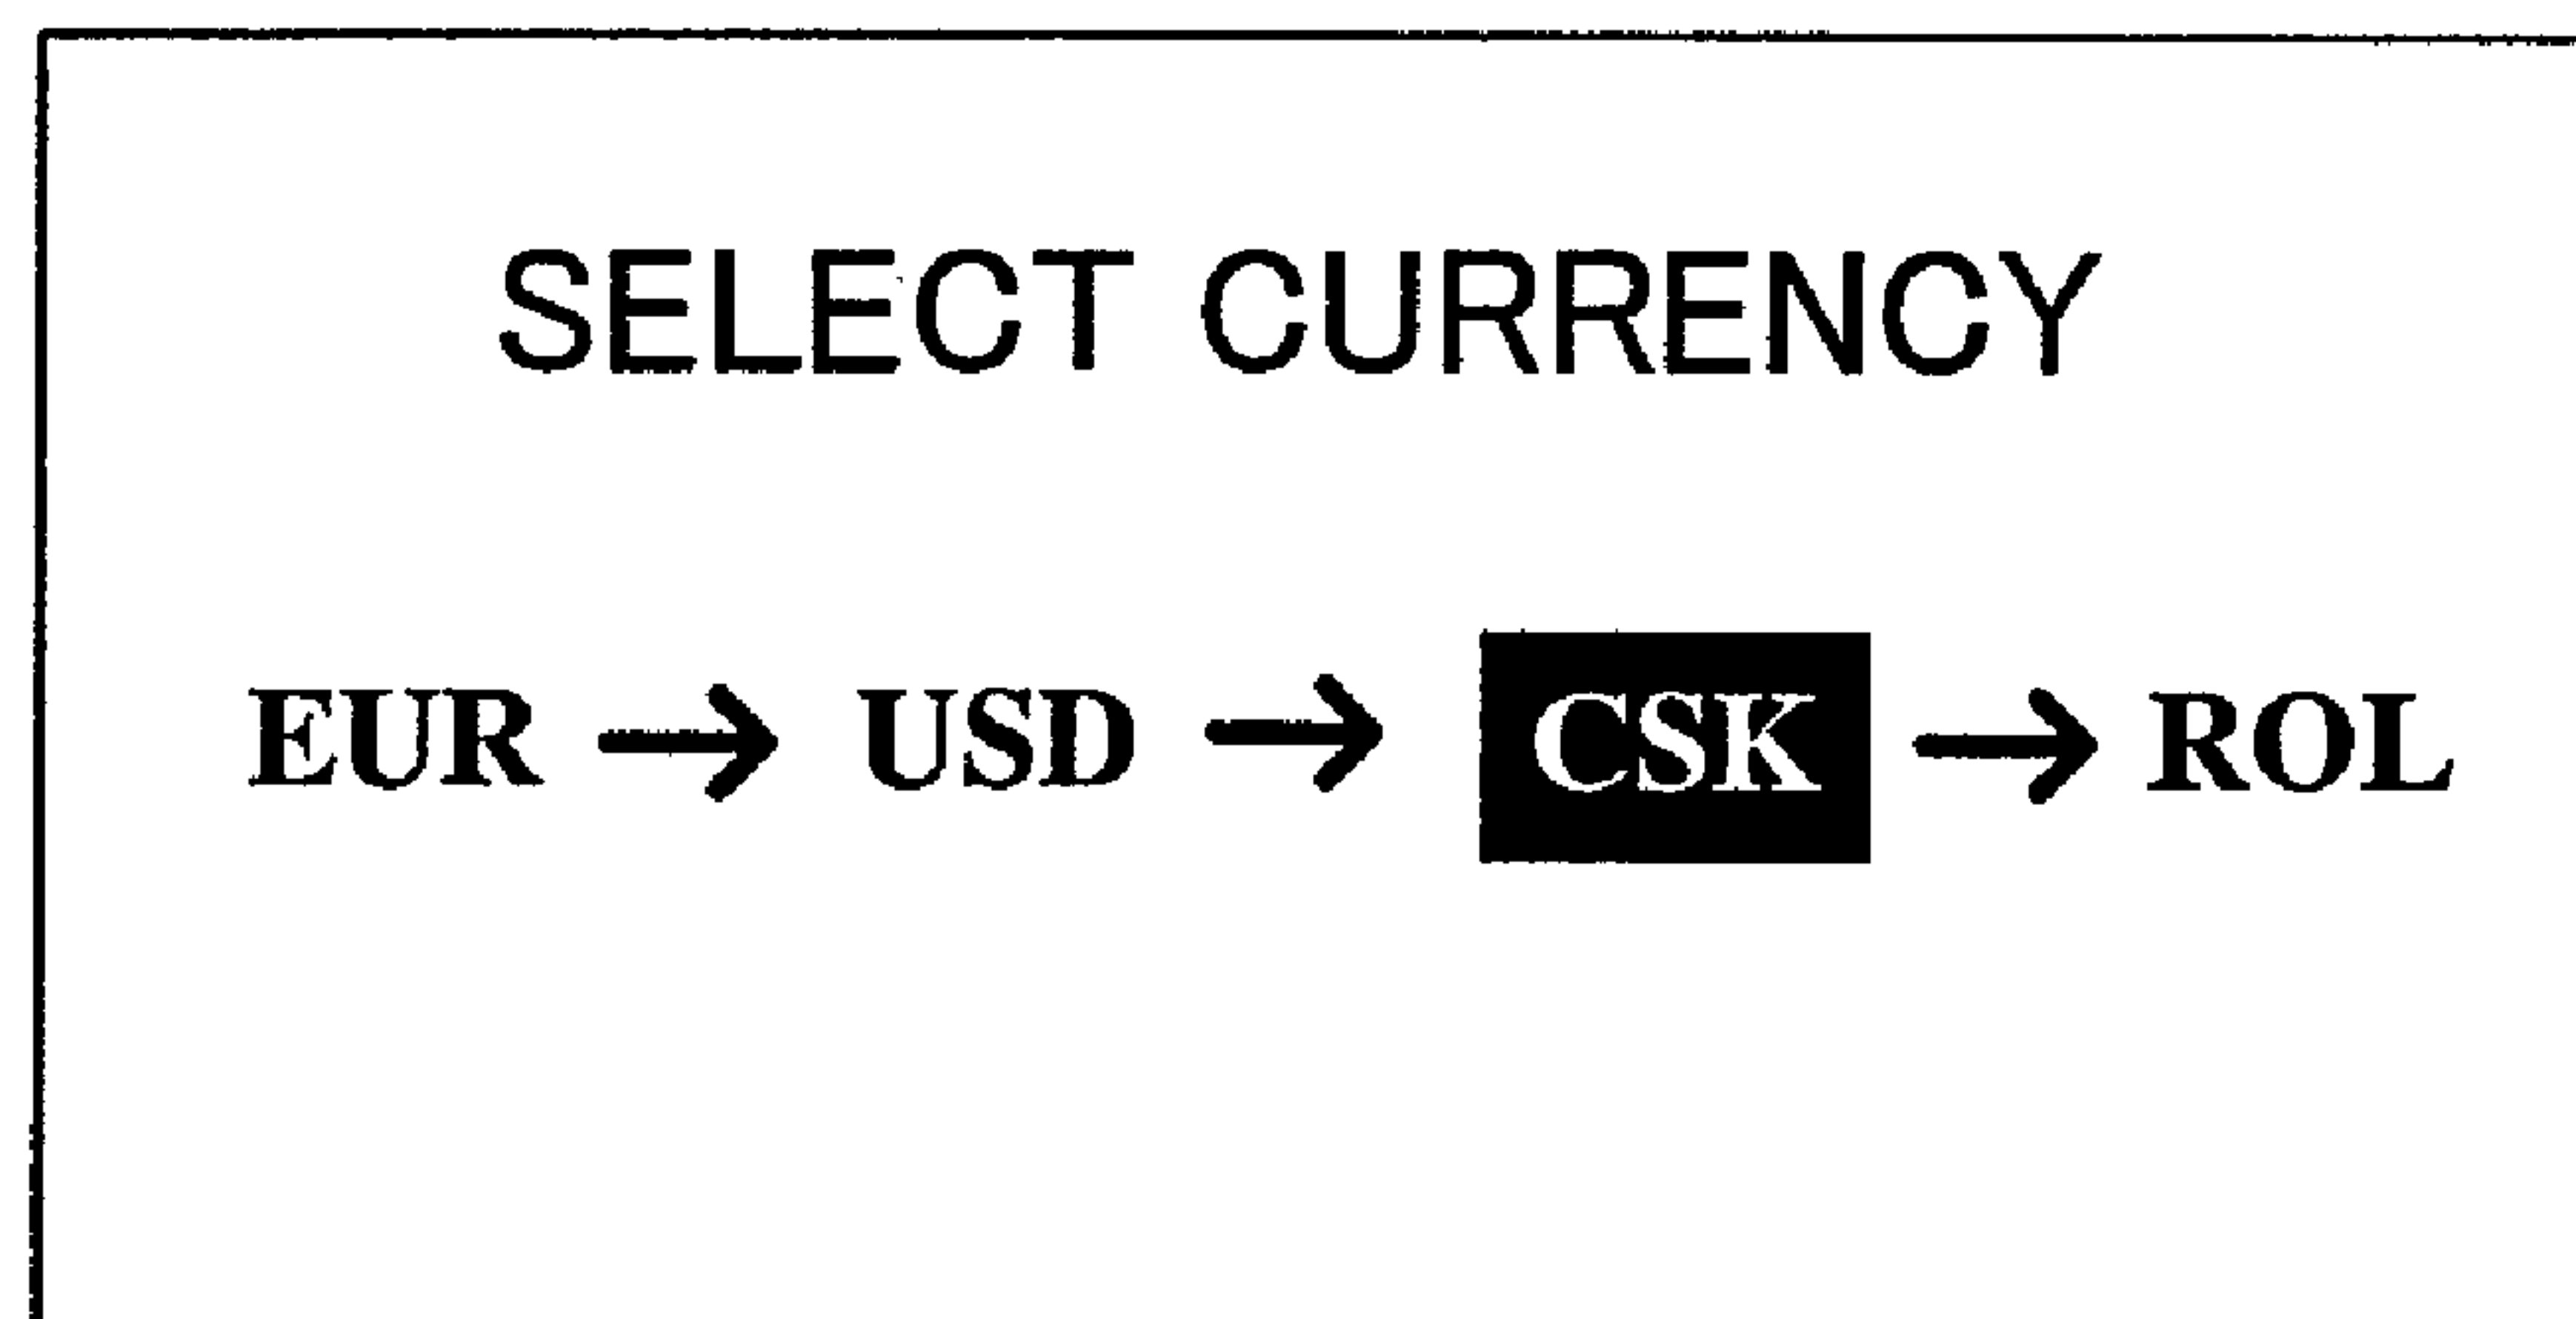 SELECT CURRENCY
EUR → USD → CSK → ROL